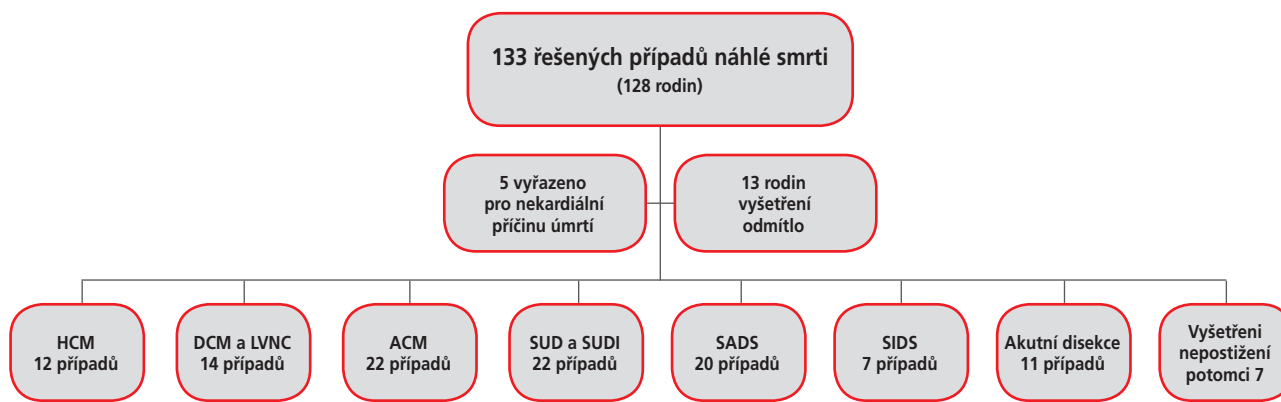 133 řešených případů náhlé smrti
(128 rodin)
5 vyřazeno
pro nekardiální
příčinu úmrtí
13 rodin
vyšetření
odmítlo
HCM
12 případů
DCM a LVNC
14 případů
ACM
22 případů
SUD a SUDI
22 případů
SADS
20 případů
SIDS
7 případů
Akutní disekce
11 případů
Vyšetřeni
nepostižení
potomci 7